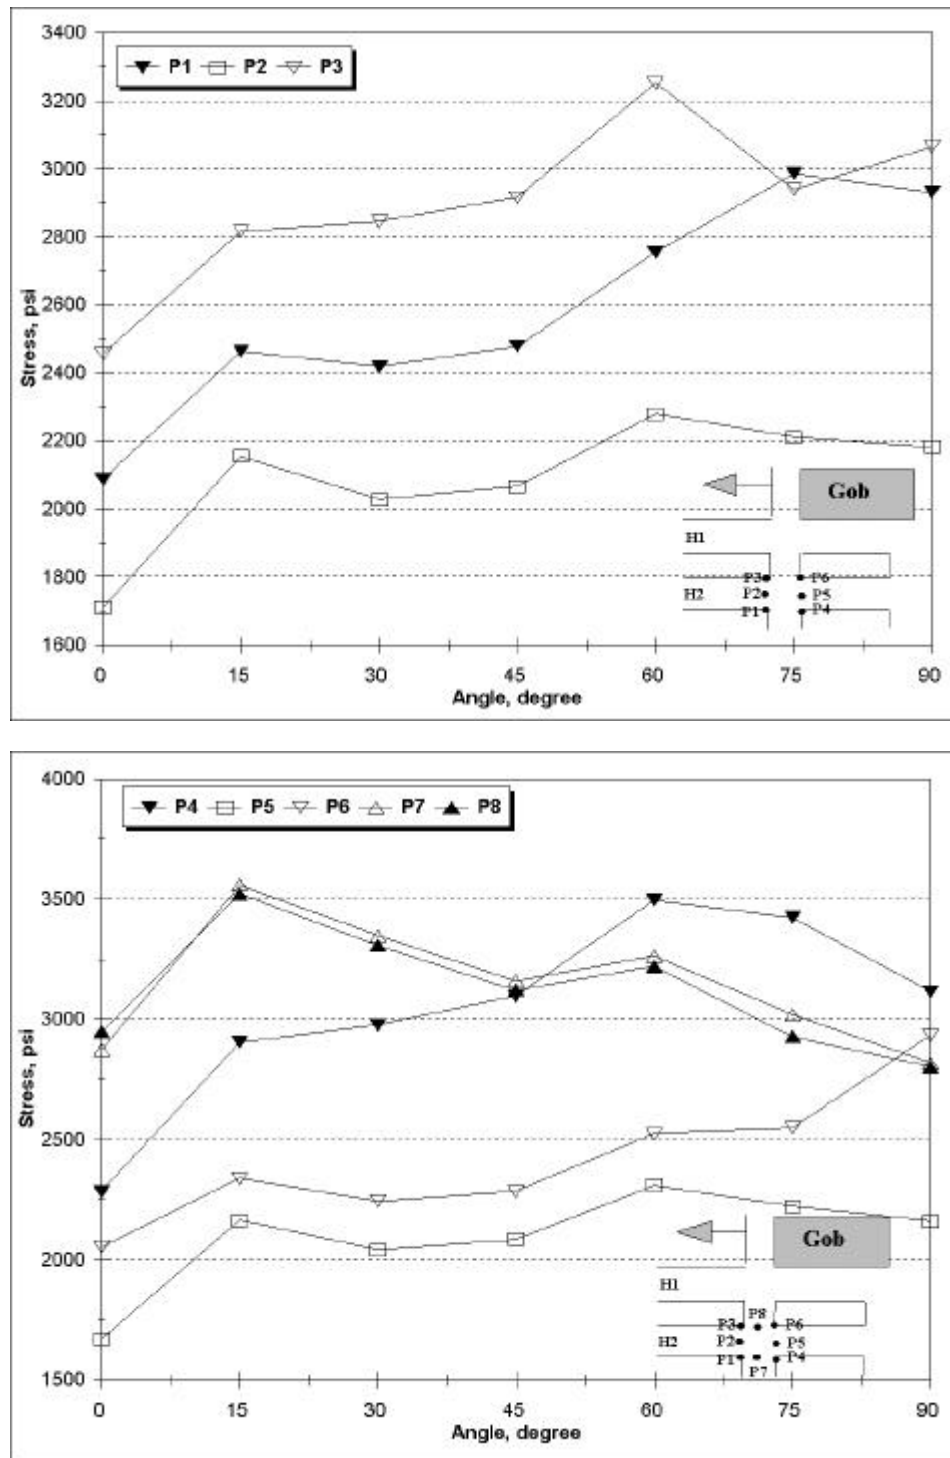 3400
P1 P2 P3
3200
3000
2800
2600
2400
2200
2000
1800
1600
Stress, psi
Gob
H1
P3 P6
H2 P2 P5
P1 P4
0 15 30 45 60 75 90
Angle, degree
4000
P4 P5 P6 P7 P8
3500
3000
2500
2000
1500
Stress, psi
Gob
H1
P8
P3 P6
H2 P2 P5
P1 P4
P7
0 15 30 45 60 75 90
Angle, degree